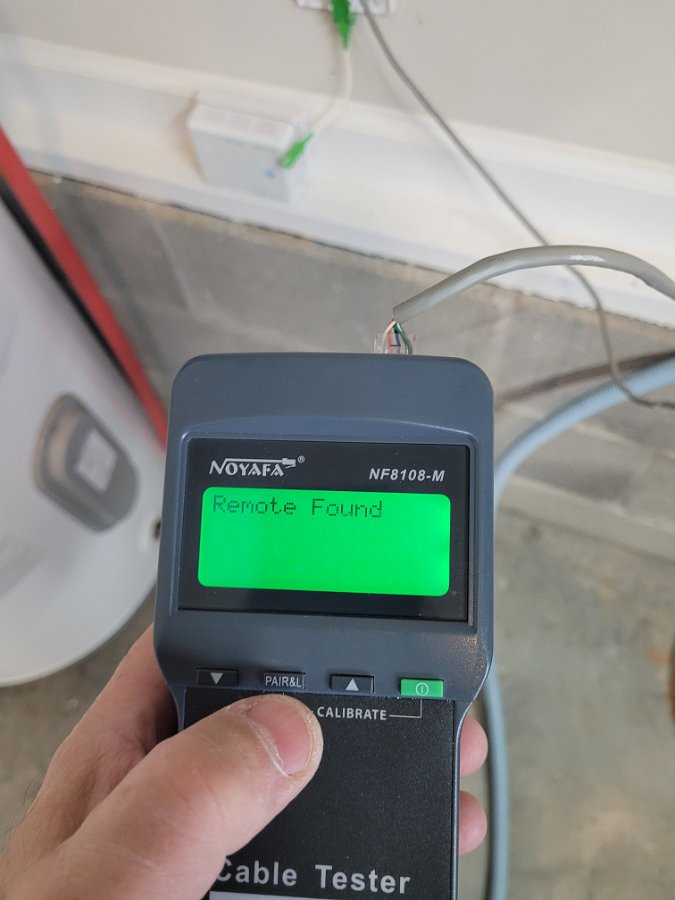 NOYAFA®
NF8108-M
Remote Found
▼
PAIR&L
▲
CALIBRATE
Cable Tester